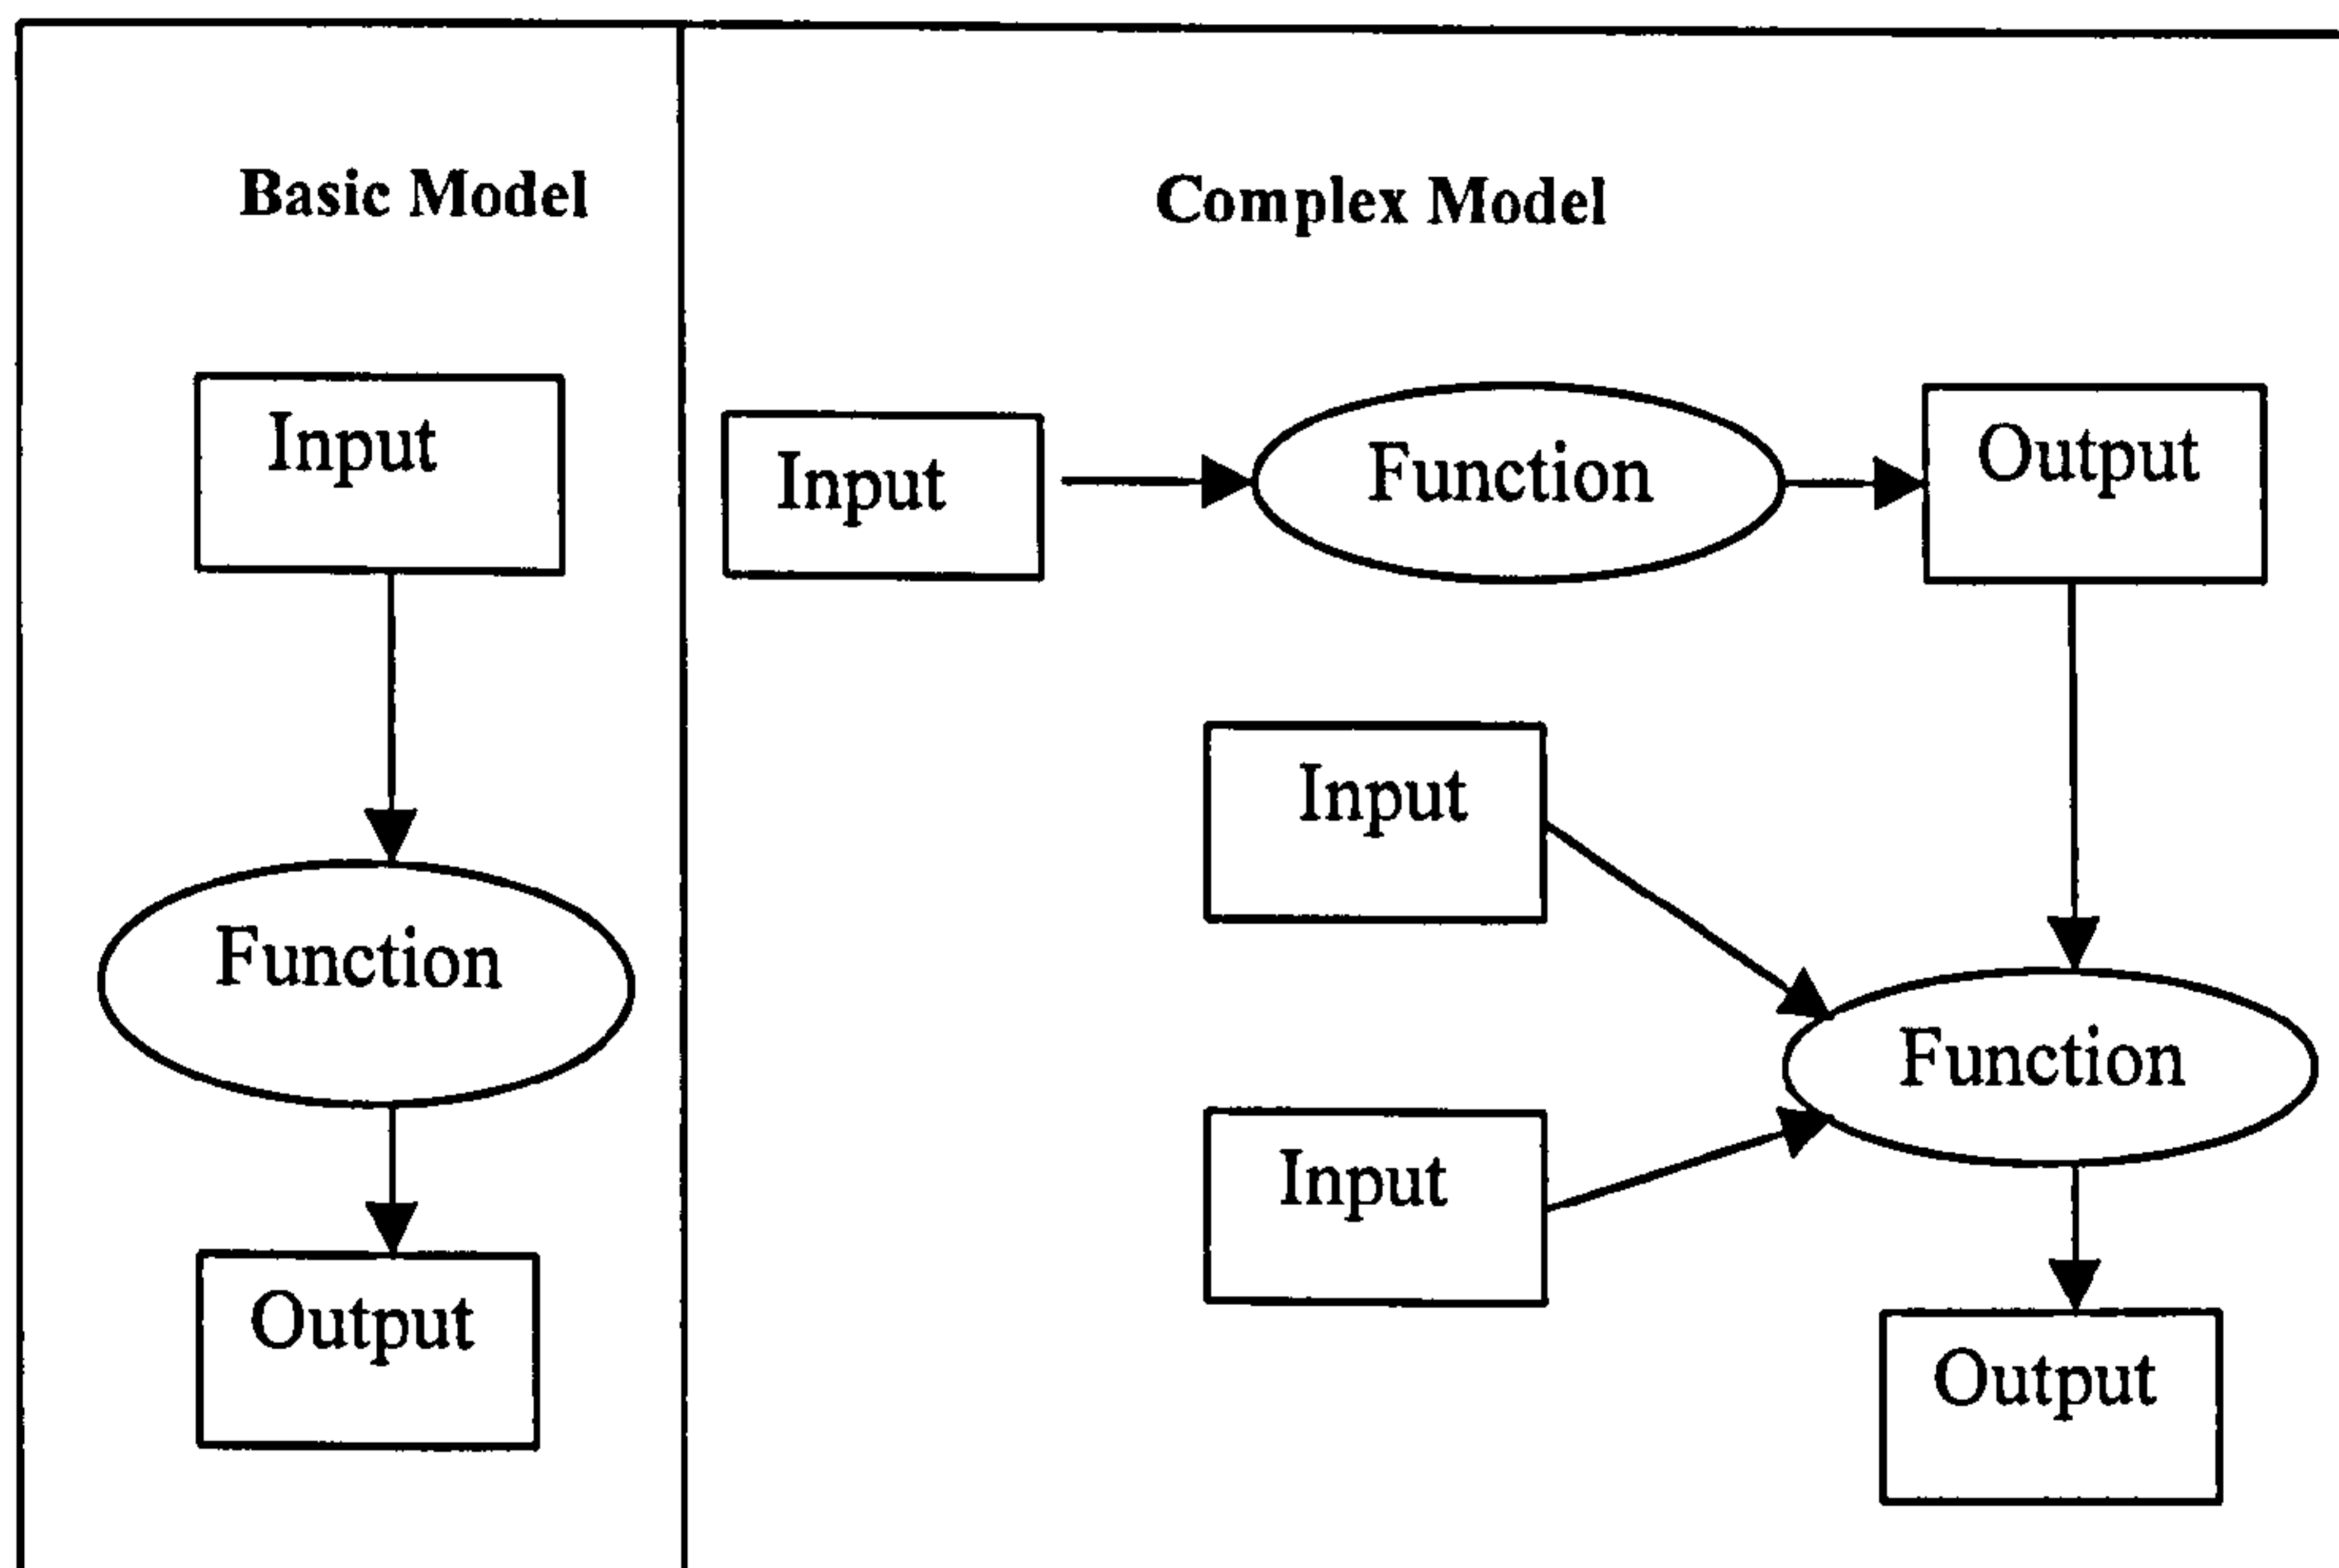 Basic Model
Input
Function
Output
Complex Model
Input
Function
Output
Input
Input
Function
Output